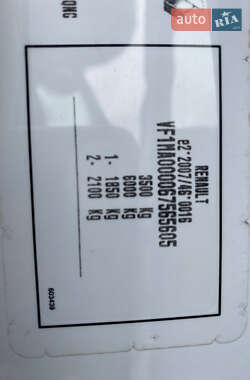 AUTO RIA
ONG
RENAULT
e2*2007/46*0016
VF1MA000067565605
3500 Kg
6000 Kg
1- 1850 Kg
2- 2100 Kg
603439